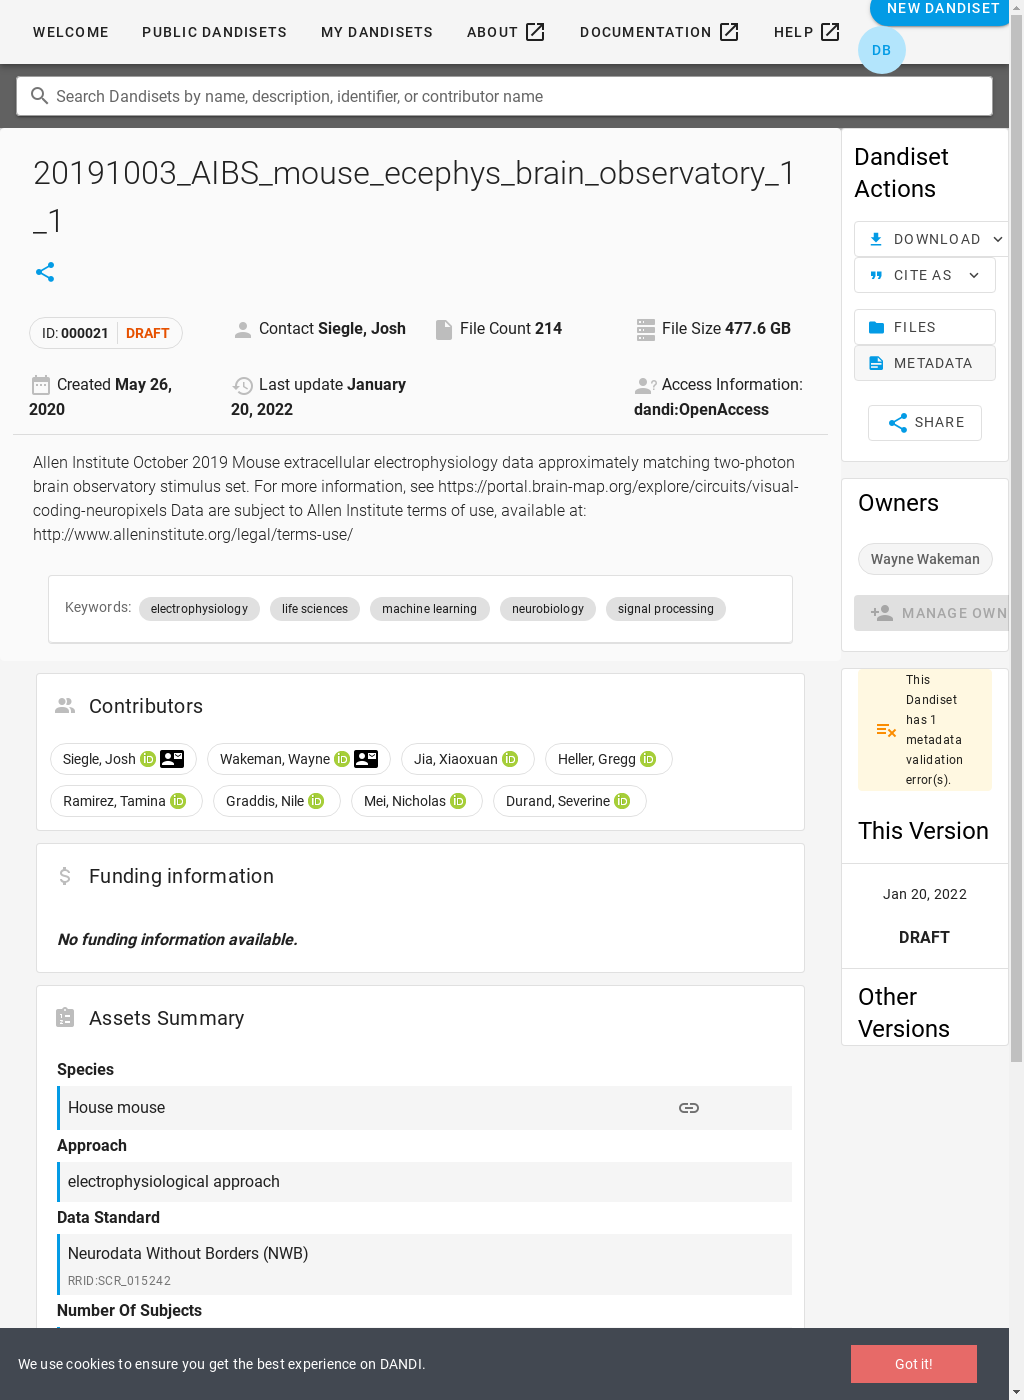 WELCOME PUBLIC DANDISETS MY DANDISETS ABOUT DOCUMENTATION HELP NEW DANDISET
DB
Search Dandisets by name, description, identifier, or contributor name
20191003_AIBS_mouse_ecephys_brain_observatory_1
_1
ID: 000021 DRAFT
Contact Siegle, Josh
File Count 214
File Size 477.6 GB
Created May 26,
2020
Last update January
20, 2022
Access Information:
dandi:OpenAccess
Allen Institute October 2019 Mouse extracellular electrophysiology data approximately matching two-photon
brain observatory stimulus set. For more information, see https://portal.brain-map.org/explore/circuits/visual-
coding-neuropixels Data are subject to Allen Institute terms of use, available at:
http://www.alleninstitute.org/legal/terms-use/
Keywords: electrophysiology life sciences machine learning neurobiology signal processing
Contributors
Siegle, Josh Wakeman, Wayne Jia, Xiaoxuan Heller, Gregg
Ramirez, Tamina Graddis, Nile Mei, Nicholas Durand, Severine
Funding information
No funding information available.
Assets Summary
Species
House mouse
Approach
electrophysiological approach
Data Standard
Neurodata Without Borders (NWB)
RRID:SCR_015242
Number Of Subjects
Dandiset
Actions
DOWNLOAD
CITE AS
FILES
METADATA
SHARE
Owners
Wayne Wakeman
MANAGE OWN
This
Dandiset
has 1
metadata
validation
error(s).
This Version
Jan 20, 2022
DRAFT
Other
Versions
We use cookies to ensure you get the best experience on DANDI.
Got it!